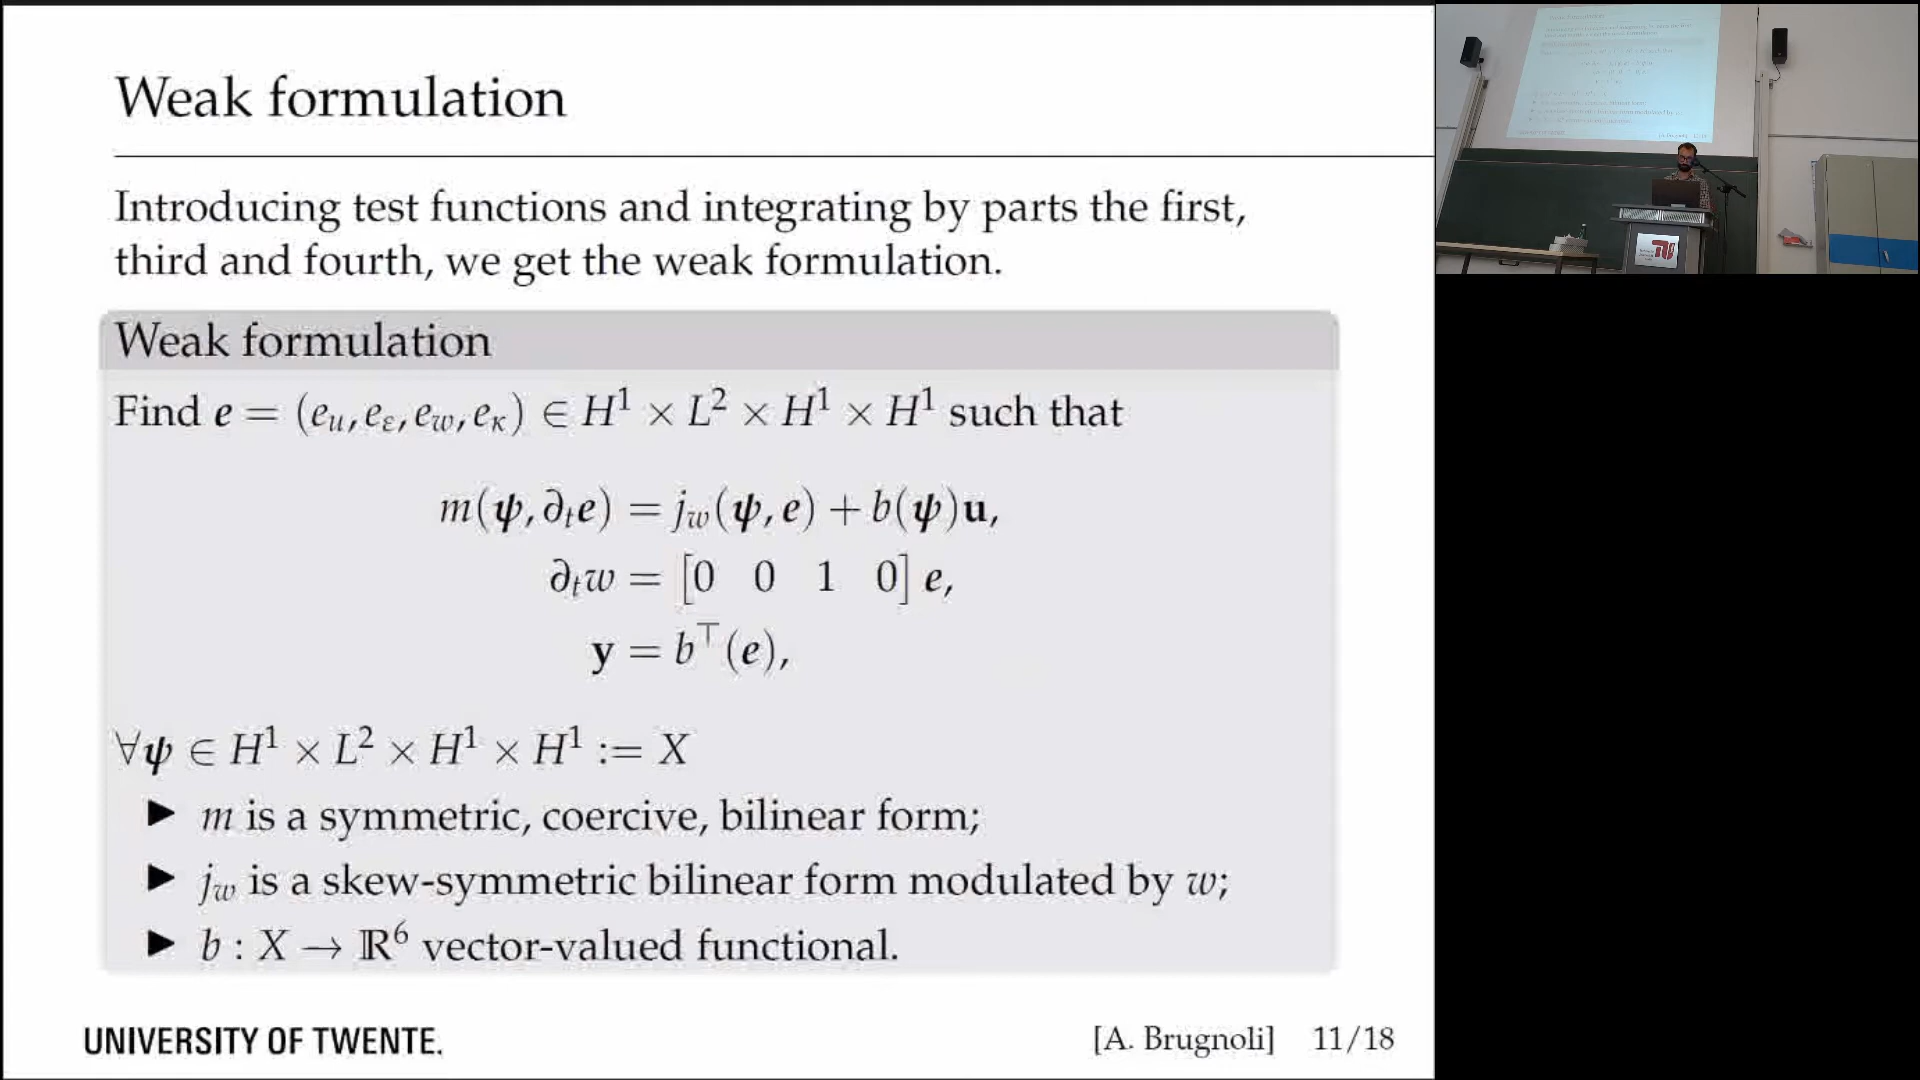 Weak formulation
Introducing test functions and integrating by parts the first,
third and fourth, we get the weak formulation.
Weak formulation
Find e = (e_u, e_ε, e_w, e_κ) ∈ H¹ × L² × H¹ × H¹ such that
m(ψ, ∂ₜe) = j_w(ψ, e) + b(ψ)u,
∂ₜw = [0 0 1 0] e,
y = b^⊤(e),
∀ψ ∈ H¹ × L² × H¹ × H¹ := X
▶ m is a symmetric, coercive, bilinear form;
▶ j_w is a skew-symmetric bilinear form modulated by w;
▶ b : X → ℝ⁶ vector-valued functional.
UNIVERSITY OF TWENTE.
[A. Brugnoli] 11/18